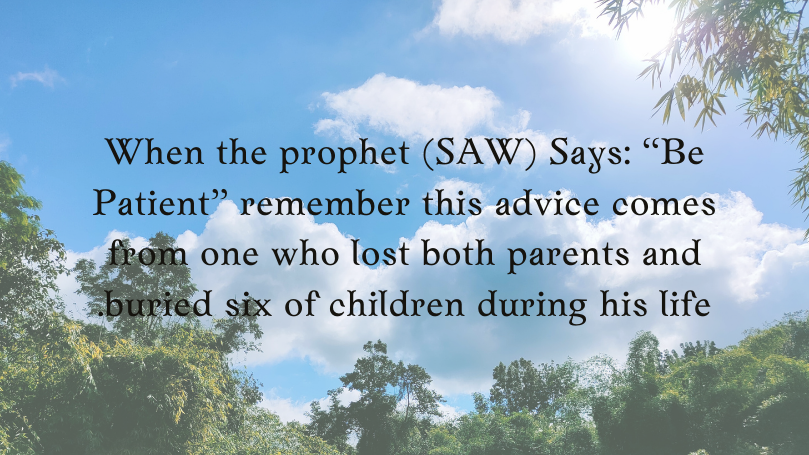 When the prophet (SAW) Says: “Be
Patient” remember this advice comes
from one who lost both parents and
.buried six of children during his life